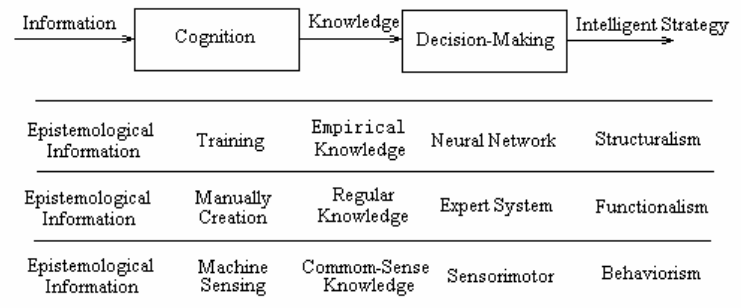 Information
Cognition
Knowledge
Decision-Making
Intelligent Strategy
Epistemological
Information
Training
Empirical
Knowledge
Neural Network
Structuralism
Epistemological
Information
Manually
Creation
Regular
Knowledge
Expert System
Functionalism
Epistemological
Information
Machine
Sensing
Commom-Sense
Knowledge
Sensorimotor
Behaviorism